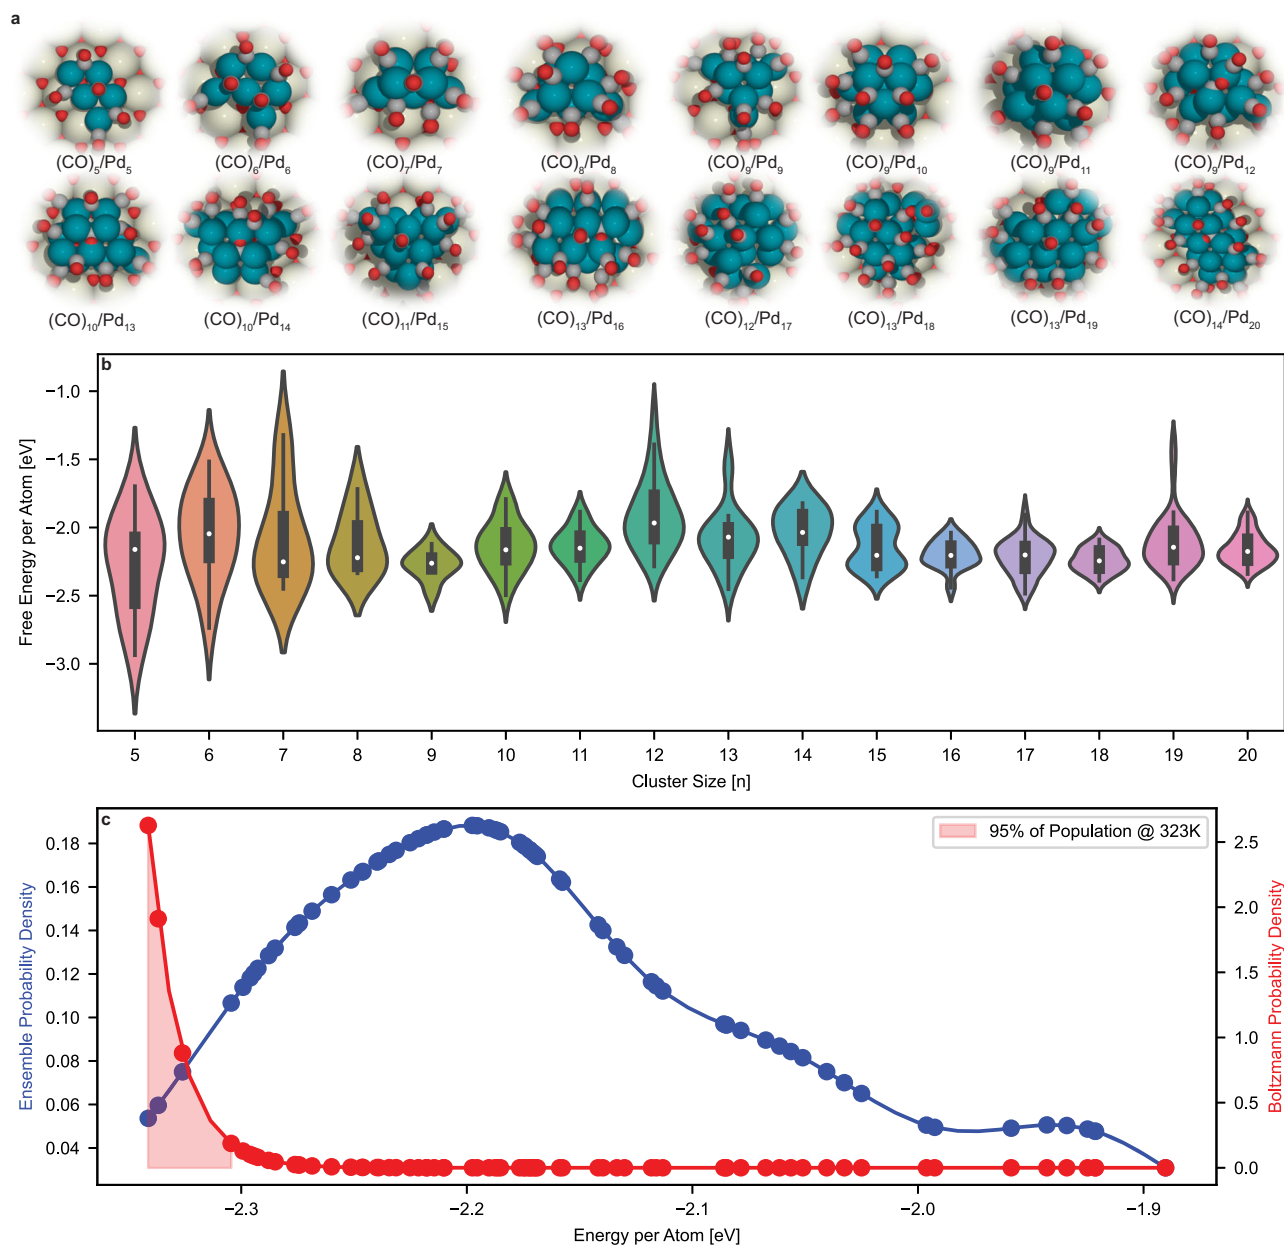 a
(CO)₅/Pd₅ (CO)₆/Pd₆ (CO)₇/Pd₇ (CO)₈/Pd₈ (CO)₉/Pd₉ (CO)₉/Pd₁₀ (CO)₉/Pd₁₁ (CO)₉/Pd₁₂
(CO)₁₀/Pd₁₃ (CO)₁₀/Pd₁₄ (CO)₁₁/Pd₁₅ (CO)₁₃/Pd₁₆ (CO)₁₂/Pd₁₇ (CO)₁₃/Pd₁₈ (CO)₁₃/Pd₁₉ (CO)₁₄/Pd₂₀
b
Free Energy per Atom [eV]
−1.0
−1.5
−2.0
−2.5
−3.0
5 6 7 8 9 10 11 12 13 14 15 16 17 18 19 20
Cluster Size [n]
c
95% of Population @ 323K
Ensemble Probability Density
0.18
0.16
0.14
0.12
0.10
0.08
0.06
0.04
2.5
2.0
1.5
1.0
0.5
0.0
Boltzmann Probability Density
−2.3 −2.2 −2.1 −2.0 −1.9
Energy per Atom [eV]